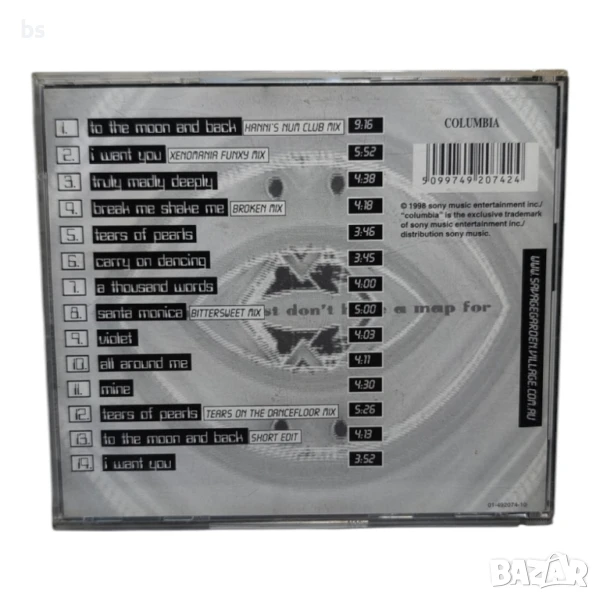 bs
1. to the moon and back HANNI'S NUM CLUB MIX 9:16
2. i want you XENOMANIA FUNXY MIX 5:52
3. truly madly deeply 4:38
4. break me shake me BROKEN MIX 4:18
5. tears of pearls 3:46
6. carry on dancing 3:45
7. a thousand words 4:00
8. santa monica BITTERSWEET MIX 5:00
9. violet 4:03
10. all around me 4:11
11. mine 4:30
12. tears of pearls TEARS ON THE DANCEFLOOR MIX 5:26
13. to the moon and back SHORT EDIT 4:13
14. i want you 3:52
don't a map for
COLUMBIA
5 099749 207424
© 1998 sony music entertainment inc./
"columbia" is the exclusive trademark
of sony music entertainment inc./
distribution sony music.
WWW.SAVAGEGARDEN.VILLAGE.COM.AU
BAZAR